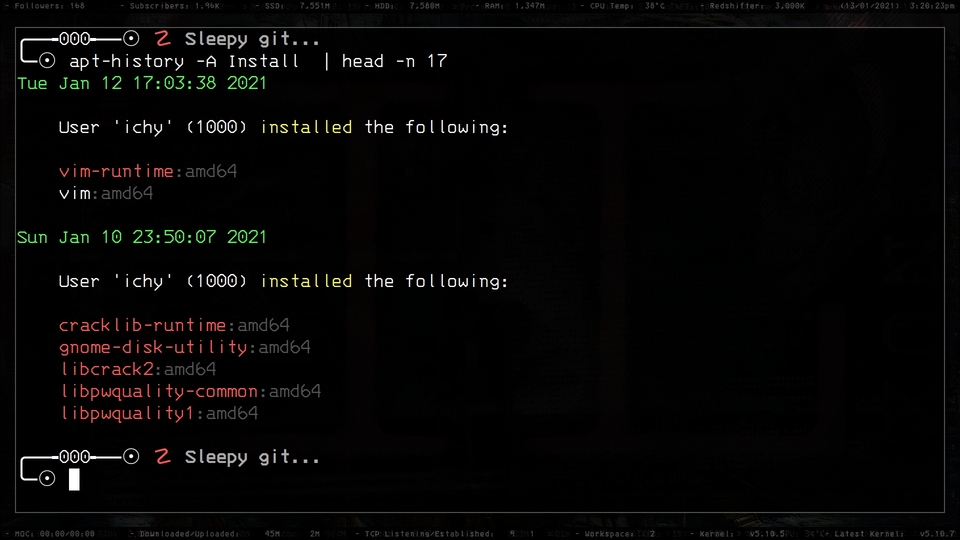 - Followers: 168 - Subscribers: 1.96K - SSD: 7,551M - HDD: 7,580M - RAM: 1,347M - CPU Temp: 38°C - Redshifter: 3,000K (13/01/2021) 3:20:23pm
000 Z Sleepy git...
apt-history -A Install | head -n 17
Tue Jan 12 17:03:38 2021
User 'ichy' (1000) installed the following:
vim-runtime:amd64
vim:amd64
Sun Jan 10 23:50:07 2021
User 'ichy' (1000) installed the following:
cracklib-runtime:amd64
gnome-disk-utility:amd64
libcrack2:amd64
libpwquality-common:amd64
libpwquality1:amd64
000 Z Sleepy git...
- MOC: 00:00/00:00 - Downloaded/Uploaded: 45M 2M - TCP Listening/Established: 1 - Workspace: 2 - Kernel: v5.10.5 - Latest Kernel: v5.10.7